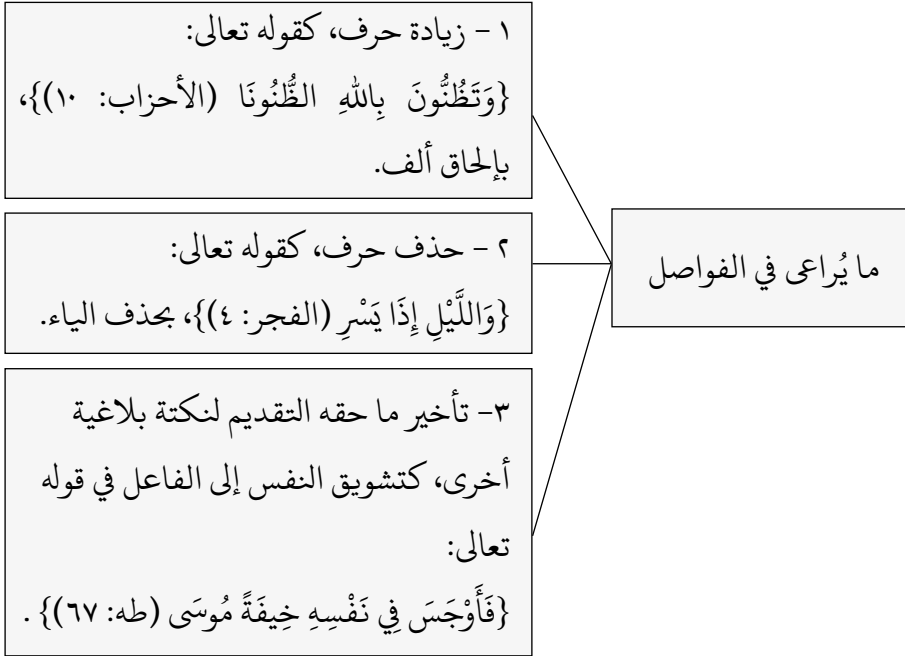 ما يُراعى في الفواصل
١ - زيادة حرف، كقوله تعالى:
{وَتَظُنُّونَ بِاللهِ الظُّنُونَا (الأحزاب: ١٠)}،
بإلحاق ألف.
٢ - حذف حرف، كقوله تعالى:
{وَاللَّيْلِ إِذَا يَسْرِ (الفجر: ٤)}، بحذف الياء.
٣- تأخير ما حقه التقديم لنكتة بلاغية
أخرى، كتشويق النفس إلى الفاعل في قوله
تعالى:
{فَأَوْجَسَ فِي نَفْسِهِ خِيفَةً مُوسَى (طه: ٦٧)} .